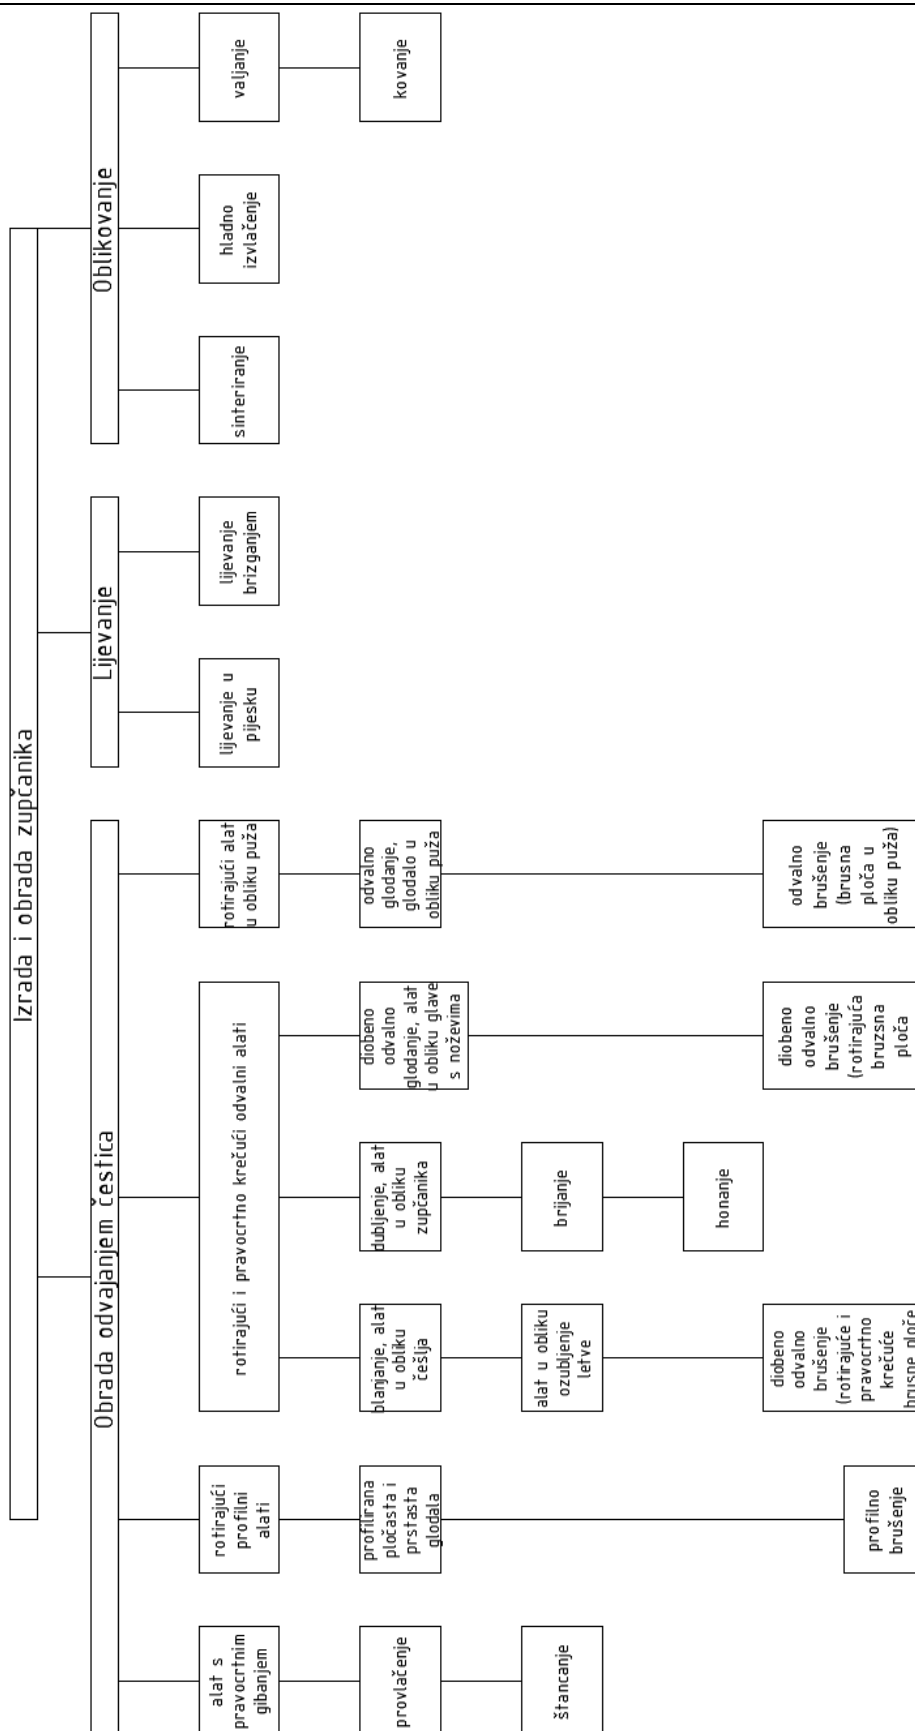 Izrada i obrada zupčanika
Obrada odvajanjem čestica
Lijevanje
Oblikovanje
alat s
pravocrtnim
gibanjem
rotirajući
profilni
alati
rotirajući i pravocrtno krečući odvalni alati
rotirajući alat
u obliku puža
lijevanje u
pijesku
lijevanje
brizganjem
sinteriranje
hladno
izvlačenje
valjanje
provlačenje
profilirana
pločasta i
prstasta
glodala
blanjanje, alat
u obliku
češlja
dubljenje, alat
u obliku
zupčanika
diobeno
odvalno
glodanje, alat
u obliku glave
s noževima
odvalno
glodanje,
glodalo u
obliku puža
kovanje
štancanje
alat u obliku
ozubljenje
letve
brijanje
honanje
profilno
brušenje
diobeno
odvalno
brušenje
(rotirajuće i
pravocrtno
krečuće
brusne ploče
diobeno
odvalno
brušenje
(rotirajuća
bruzsna
ploča
odvalno
brušenje
(brusna
ploča u
obliku puža)